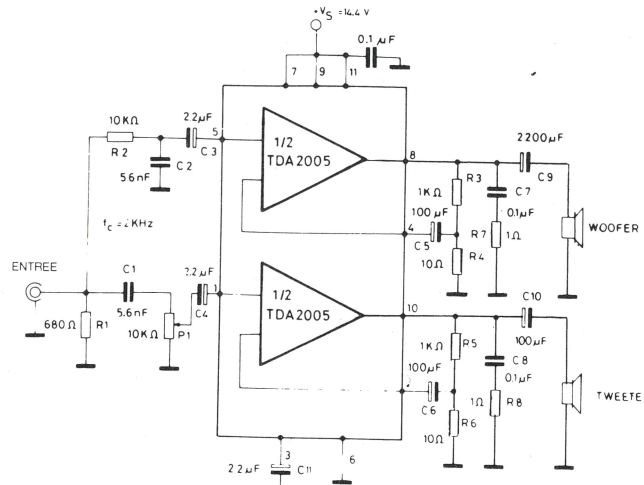 +VS = 14.4 V
0.1 µF
7
9
11
2.2µF
10KΩ
5
R2
C3
C2
5.6nF
1/2
TDA2005
8
2200µF
R3
C7
C9
1KΩ
100 µF
4
C5
10Ω
R4
R7
0.1µF
1Ω
WOOFER
fc = 2KHz
ENTREE
C1
2.2µF
1
C4
5.6nF
680Ω
R1
10KΩ
P1
1/2
TDA2005
10
C10
1KΩ
R5
100µF
C8
100µF
0.1µF
C6
10Ω
R6
1Ω
R8
TWEETE
3
6
2.2µF
C11